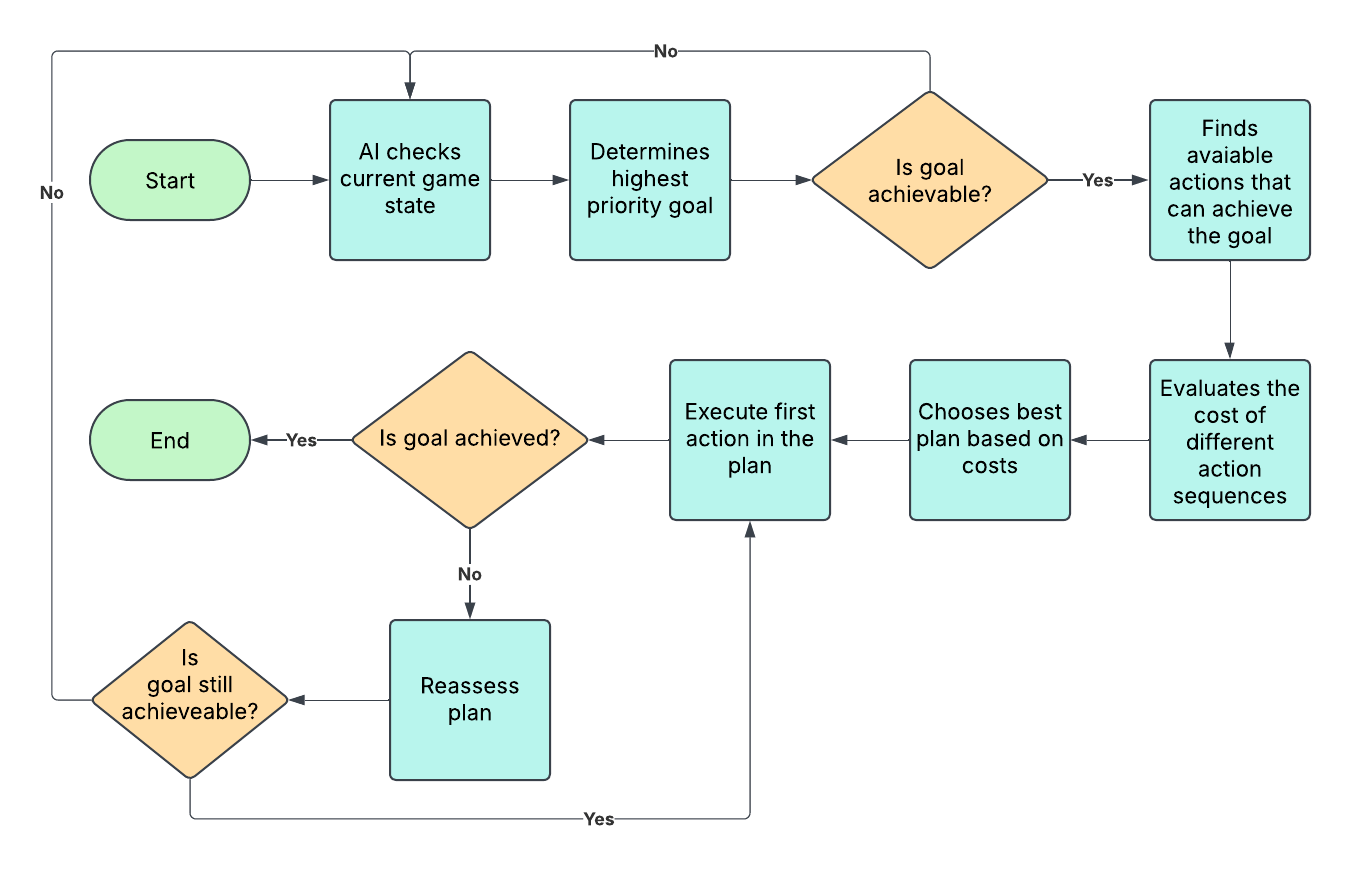 No
Start
AI checks
current game
state
Determines
highest
priority goal
Is goal
achievable?
Yes
Finds
avaiable
actions that
can achieve
the goal
No
End
Yes
Is goal achieved?
Execute first
action in the
plan
Chooses best
plan based on
costs
Evaluates the
cost of
different
action
sequences
No
Is
goal still
achieveable?
Reassess
plan
Yes